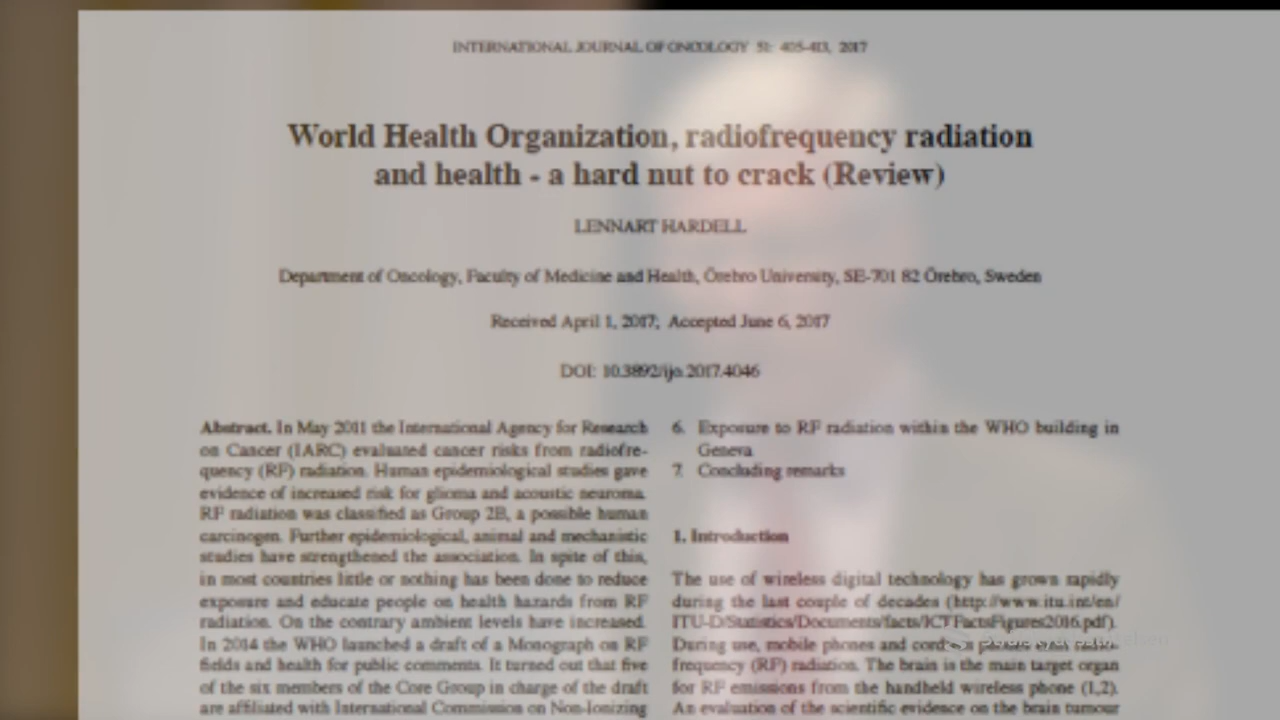 INTERNATIONAL JOURNAL OF ONCOLOGY 51: 405-413, 2017
World Health Organization, radiofrequency radiation
and health - a hard nut to crack (Review)
LENNART HARDELL
Department of Oncology, Faculty of Medicine and Health, Örebro University, SE-701 82 Örebro, Sweden
Received April 1, 2017; Accepted June 6, 2017
DOI: 10.3892/ijo.2017.4046
Abstract. In May 2011 the International Agency for Research
on Cancer (IARC) evaluated cancer risks from radiofre-
quency (RF) radiation. Human epidemiological studies gave
evidence of increased risk for glioma and acoustic neuroma.
RF radiation was classified as Group 2B, a possible human
carcinogen. Further epidemiological, animal and mechanistic
studies have strengthened the association. In spite of this,
in most countries little or nothing has been done to reduce
exposure and educate people on health hazards from RF
radiation. On the contrary ambient levels have increased.
In 2014 the WHO launched a draft of a Monograph on RF
fields and health for public comments. It turned out that five
of the six members of the Core Group in charge of the draft
are affiliated with International Commission on Non-Ionizing
6. Exposure to RF radiation within the WHO building in
Geneva
7. Concluding remarks
1. Introduction
The use of wireless digital technology has grown rapidly
during the last couple of decades (http://www.itu.int/en/
ITU-D/Statistics/Documents/facts/ICTFactsFigures2016.pdf).
During use, mobile phones and
frequency (RF) radiation. The brain is the main target organ
for RF emissions from the handheld wireless phone (1,2).
An evaluation of the scientific evidence on the brain tumour